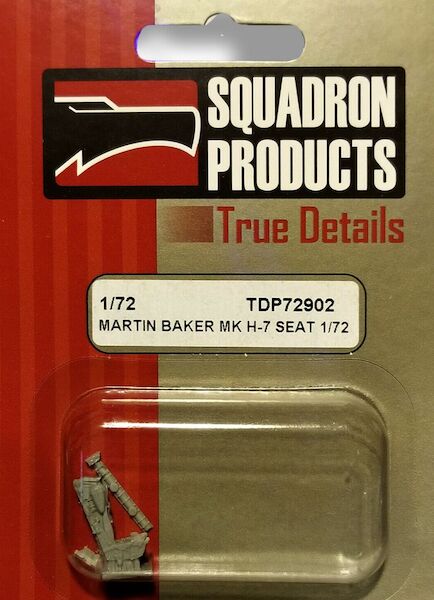 SQUADRON
PRODUCTS
True Details
1/72 TDP72902
MARTIN BAKER MK H-7 SEAT 1/72